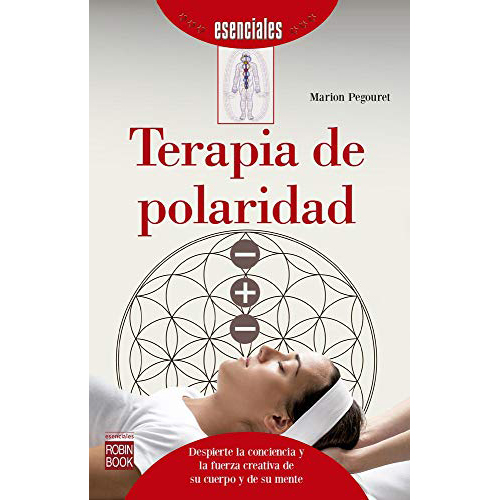 esenciales
Marion Pegouret
Terapia de
polaridad
esenciales
ROBIN
BOOK
Despierte la conciencia y
la fuerza creativa de
su cuerpo y de su mente